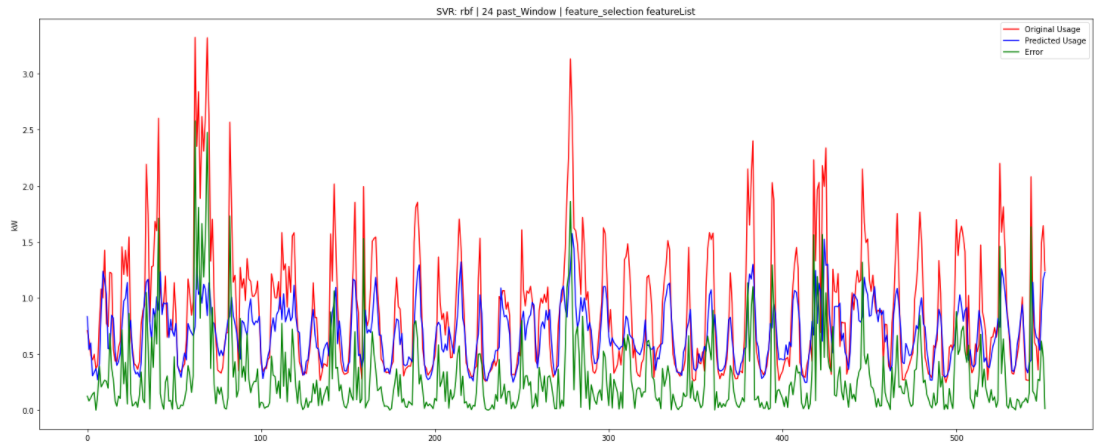 SVR: rbf | 24 past_Window | feature_selection featureList
Original Usage
Predicted Usage
Error
kW
3.0
2.5
2.0
1.5
1.0
0.5
0.0
0 100 200 300 400 500